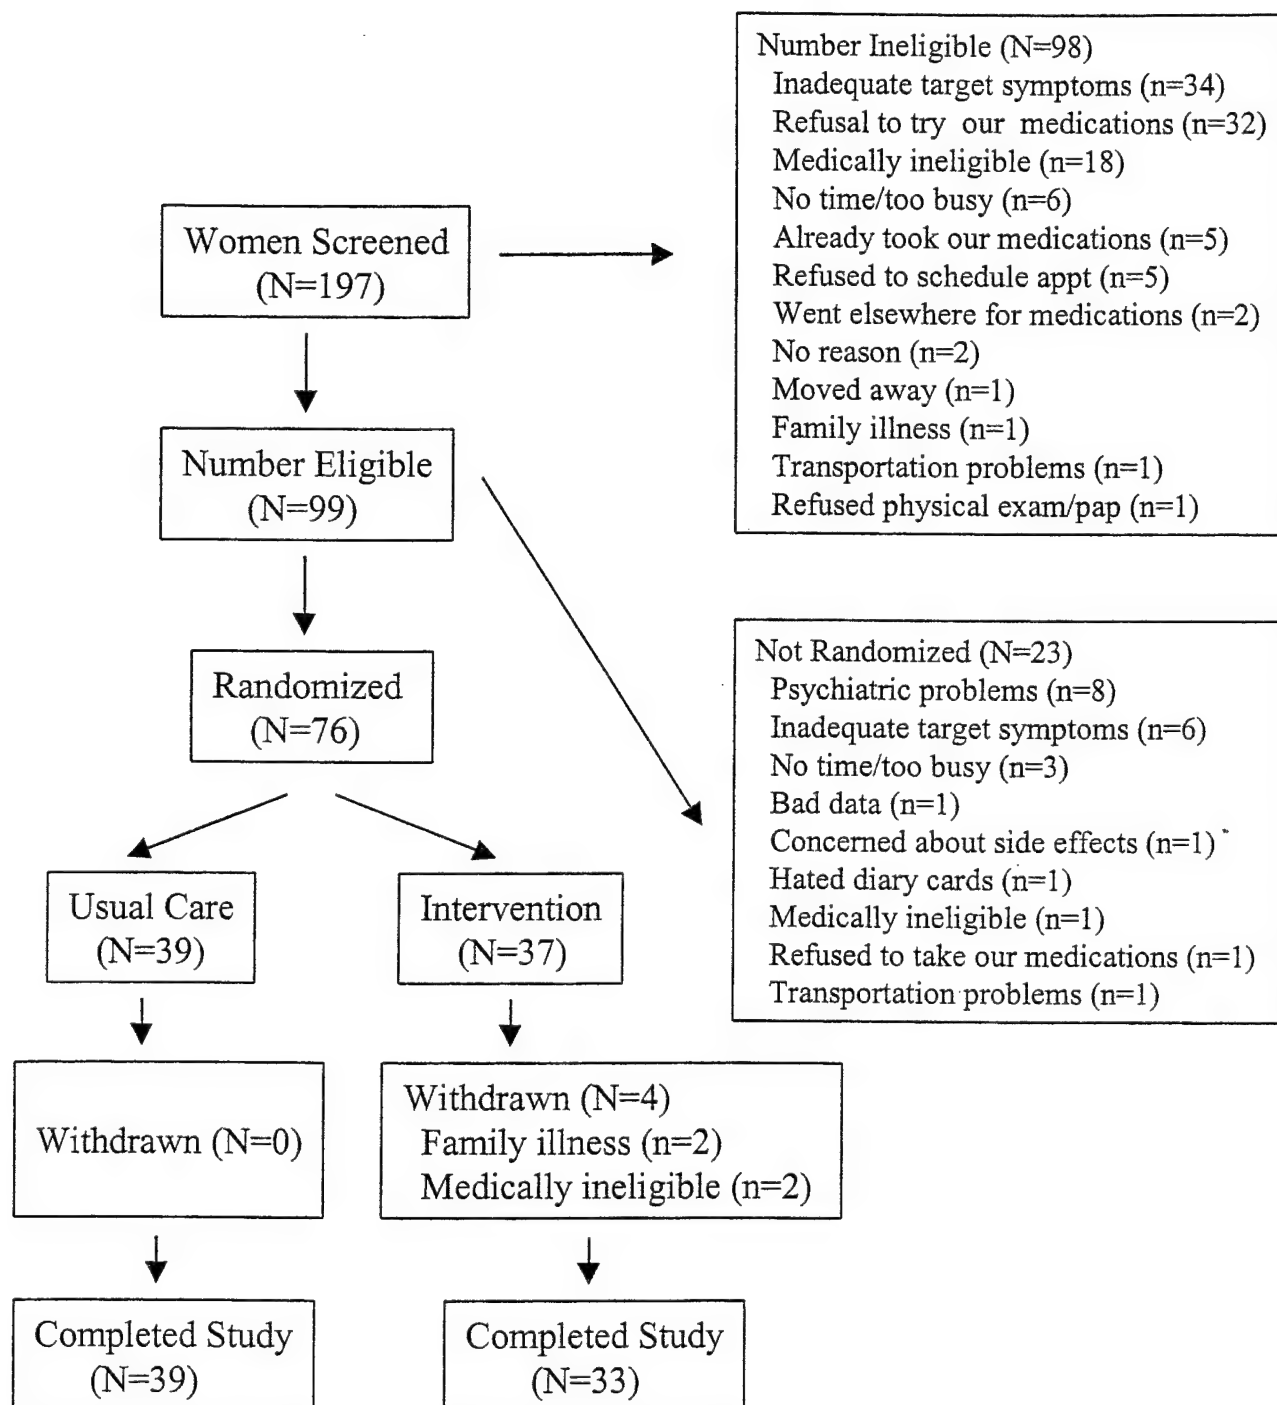 Women Screened
(N=197)
Number Ineligible (N=98)
Inadequate target symptoms (n=34)
Refusal to try our medications (n=32)
Medically ineligible (n=18)
No time/too busy (n=6)
Already took our medications (n=5)
Refused to schedule appt (n=5)
Went elsewhere for medications (n=2)
No reason (n=2)
Moved away (n=1)
Family illness (n=1)
Transportation problems (n=1)
Refused physical exam/pap (n=1)
Number Eligible
(N=99)
Not Randomized (N=23)
Psychiatric problems (n=8)
Inadequate target symptoms (n=6)
No time/too busy (n=3)
Bad data (n=1)
Concerned about side effects (n=1)
Hated diary cards (n=1)
Medically ineligible (n=1)
Refused to take our medications (n=1)
Transportation problems (n=1)
Randomized
(N=76)
Usual Care
(N=39)
Intervention
(N=37)
Withdrawn (N=0)
Withdrawn (N=4)
Family illness (n=2)
Medically ineligible (n=2)
Completed Study
(N=39)
Completed Study
(N=33)